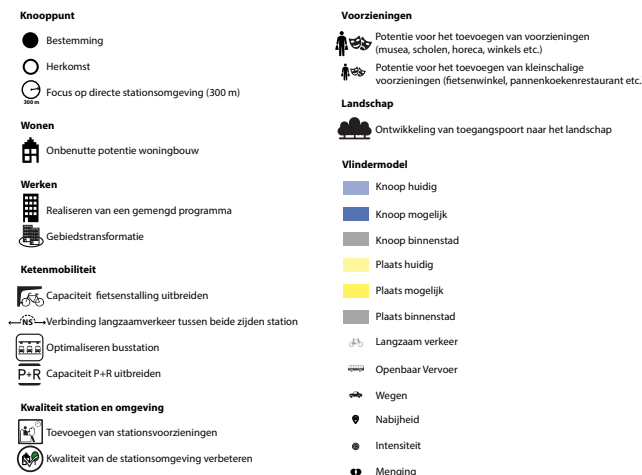 Knooppunt
Bestemming
Herkomst
Focus op directe stationsomgeving (300 m)
300 m
Wonen
Onbenutte potentie woningbouw
Werken
Realiseren van een gemengd programma
Gebiedstransformatie
Ketenmobiliteit
Capaciteit fietsenstalling uitbreiden
NS
Verbinding langzaamverkeer tussen beide zijden station
Optimaliseren busstation
P+R
Capaciteit P+R uitbreiden
Kwaliteit station en omgeving
Toevoegen van stationsvoorzieningen
Kwaliteit van de stationsomgeving verbeteren
Voorzieningen
Potentie voor het toevoegen van voorzieningen
(musea, scholen, horeca, winkels etc.)
Potentie voor het toevoegen van kleinschalige
voorzieningen (fietsenwinkel, pannenkoekenrestaurant etc.
Landschap
Ontwikkeling van toegangspoort naar het landschap
Vlindermodel
Knoop huidig
Knoop mogelijk
Knoop binnenstad
Plaats huidig
Plaats mogelijk
Plaats binnenstad
Langzaam verkeer
Openbaar Vervoer
Wegen
Nabijheid
Intensiteit
Menging